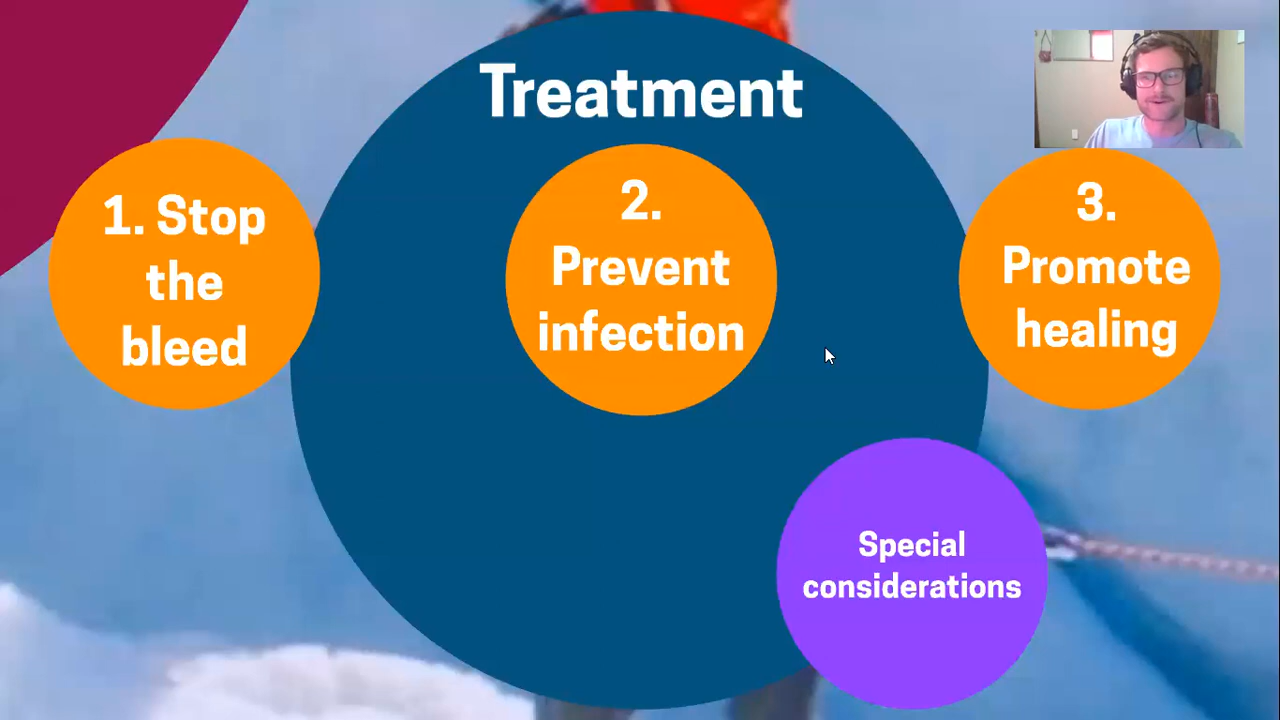 Treatment
1. Stop
the
bleed
2.
Prevent
infection
3.
Promote
healing
Special
considerations